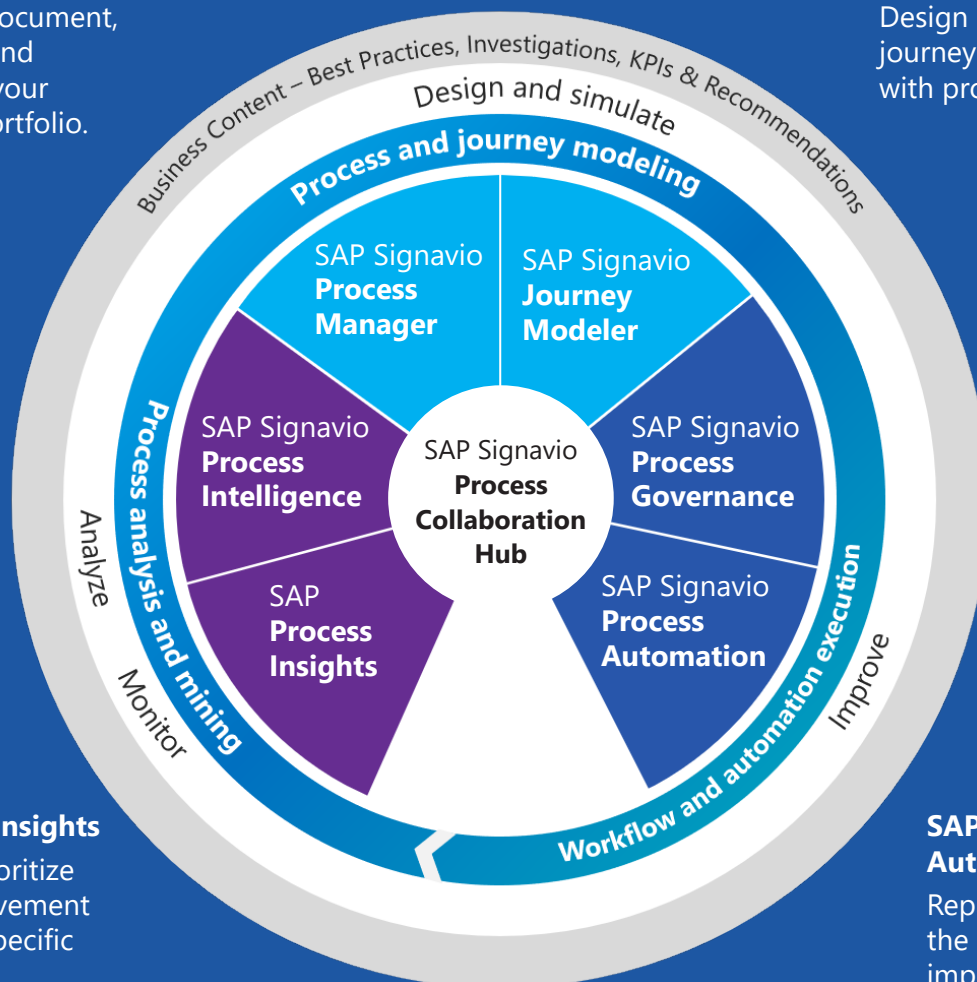 ocument,
nd
your
ortfolio.
Design
journey
with pro
Business Content – Best Practices, Investigations, KPIs & Recommendations
Design and simulate
Process and journey modeling
SAP Signavio
Process
Manager
SAP Signavio
Journey
Modeler
SAP Signavio
Process
Intelligence
SAP Signavio
Process
Collaboration
Hub
SAP Signavio
Process
Governance
SAP
Process
Insights
SAP Signavio
Process
Automation
Process analysis and mining
Analyze
Monitor
Workflow and automation execution
Improve
nsights
oritize
vement
pecific
SAP
Aut
Rep
the
imp